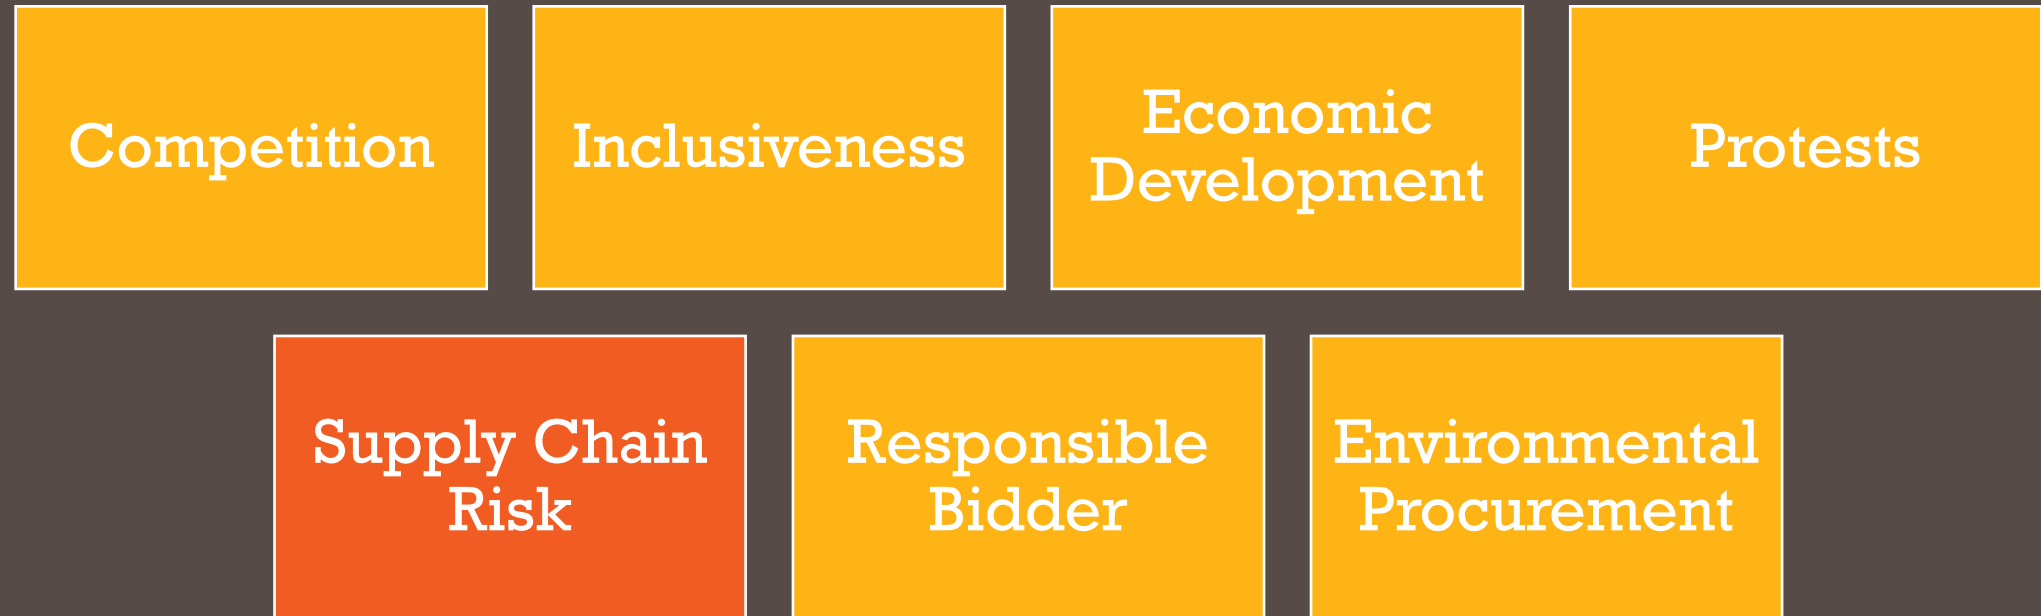 Competition
Inclusiveness
Economic
Development
Protests
Supply Chain
Risk
Responsible
Bidder
Environmental
Procurement